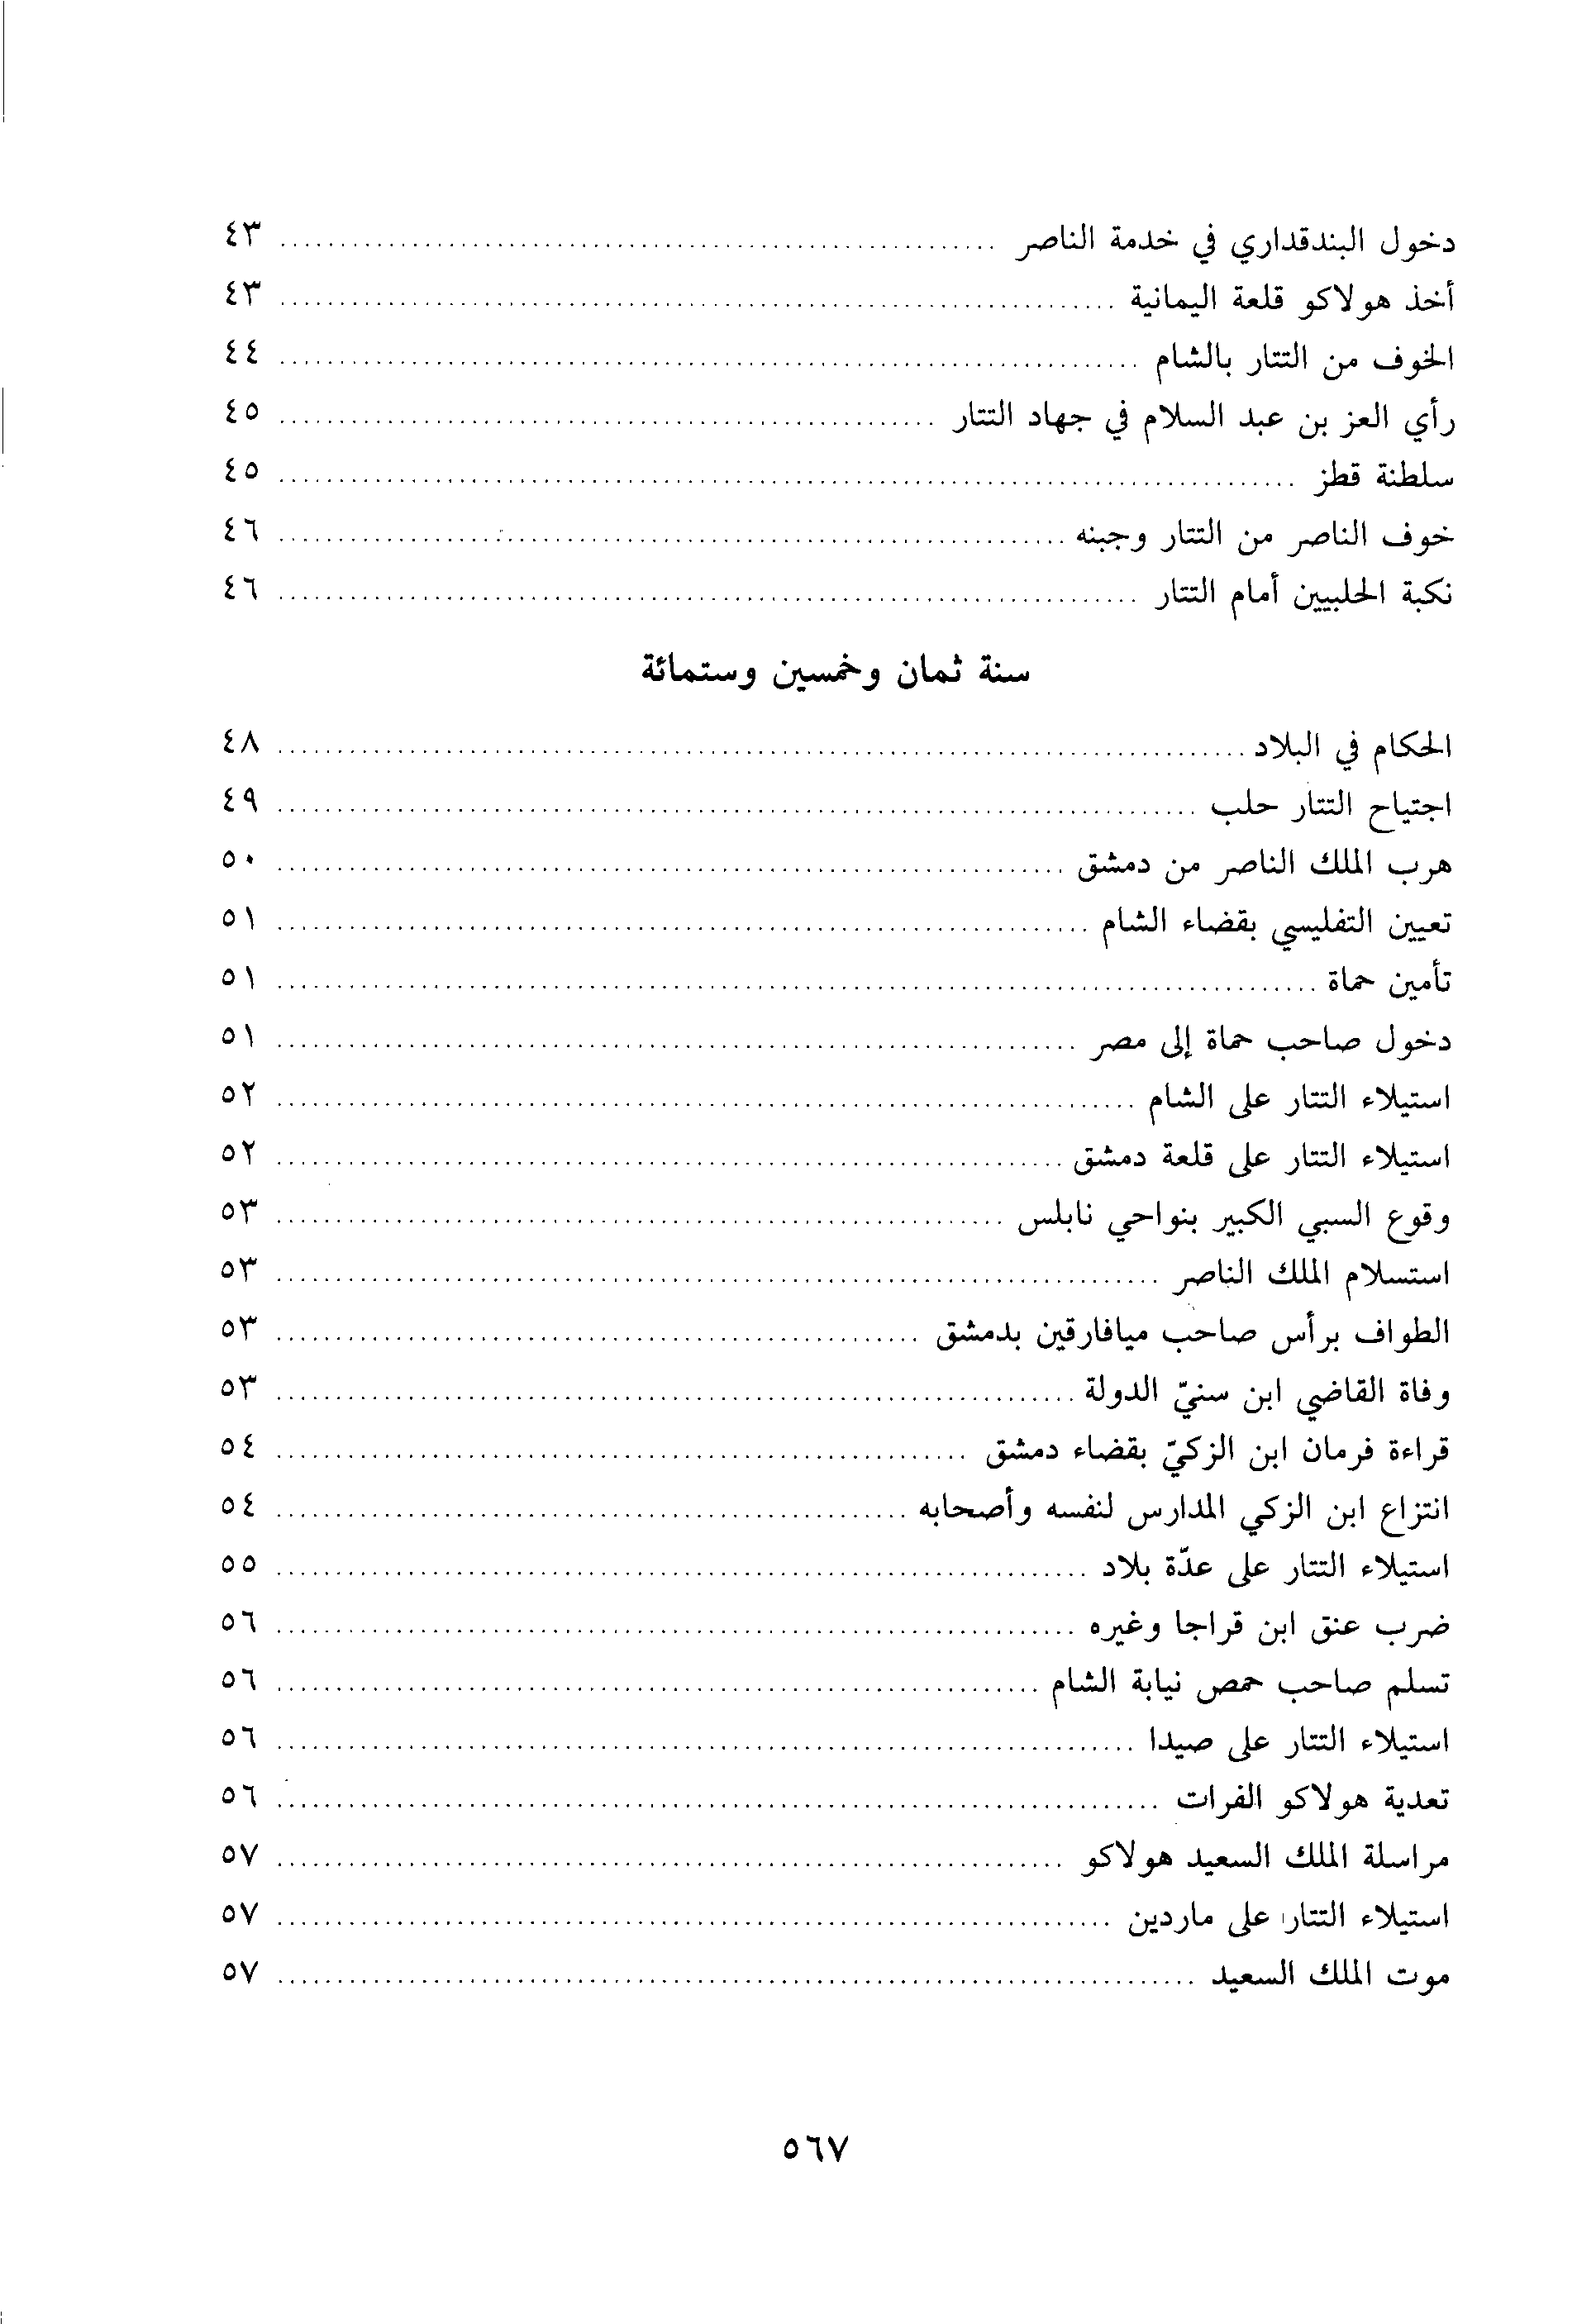 دخول البندقداري في خدمة الناصر ... ٤٣
أخذ هولاكو قلعة اليمانية ... ٤٣
الخوف من التتار بالشام ... ٤٤
رأي العز بن عبد السلام في جهاد التتار ... ٤٥
سلطنة قطز ... ٤٥
خوف الناصر من التتار وجبنه ... ٤٦
نكبة الحلبيين أمام التتار ... ٤٦
سنة ثمان وخمسين وستمائة
الحكام في البلاد ... ٤٨
اجتياح التتار حلب ... ٤٩
هرب الملك الناصر من دمشق ... ٥٠
تعيين التفليسي بقضاء الشام ... ٥١
تأمين حماة ... ٥١
دخول صاحب حماة إلى مصر ... ٥١
استيلاء التتار على الشام ... ٥٢
استيلاء التتار على قلعة دمشق ... ٥٢
وقوع السبي الكبير بنواحي نابلس ... ٥٣
استسلام الملك الناصر ... ٥٣
الطواف برأس صاحب ميافارقين بدمشق ... ٥٣
وفاة القاضي ابن سنيّ الدولة ... ٥٣
قراءة فرمان ابن الزكيّ بقضاء دمشق ... ٥٤
انتزاع ابن الزكي المدارس لنفسه وأصحابه ... ٥٤
استيلاء التتار على عدّة بلاد ... ٥٥
ضرب عنق ابن قراجا وغيره ... ٥٦
تسلم صاحب حمص نيابة الشام ... ٥٦
استيلاء التتار على صيدا ... ٥٦
تعدية هولاكو الفرات ... ٥٦
مراسلة الملك السعيد هولاكو ... ٥٧
استيلاء التتار على ماردين ... ٥٧
موت الملك السعيد ... ٥٧
٥٦٧